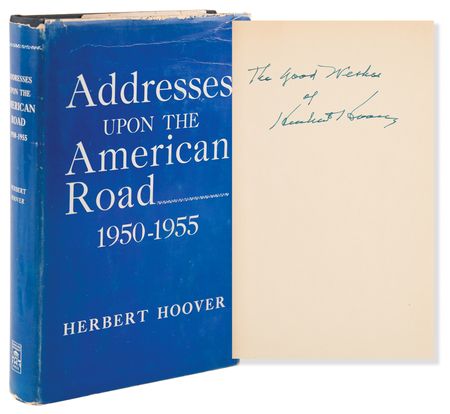 ADDRESSES
UPON THE
AMERICAN
ROAD
1950-1955
HERBERT
HOOVER
Addresses
UPON THE
American
Road
1950-1955
HERBERT HOOVER
The Good Wishes
of
Herbert Hoover